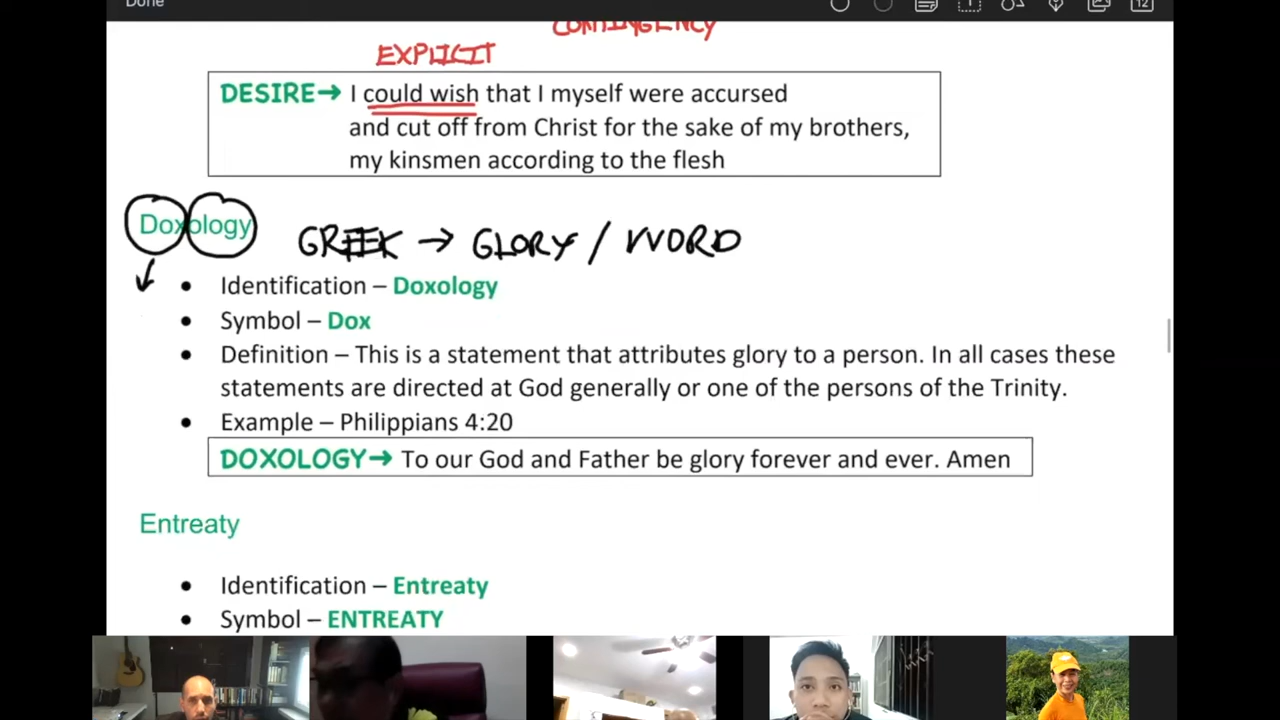 Done
12
CONTINGENCY
EXPLICIT
DESIRE→ I could wish that I myself were accursed
and cut off from Christ for the sake of my brothers,
my kinsmen according to the flesh
Doxology GREEK → GLORY / WORD
• Identification – Doxology
• Symbol – Dox
• Definition – This is a statement that attributes glory to a person. In all cases these
statements are directed at God generally or one of the persons of the Trinity.
• Example – Philippians 4:20
DOXOLOGY→ To our God and Father be glory forever and ever. Amen
Entreaty
• Identification – Entreaty
• Symbol – ENTREATY